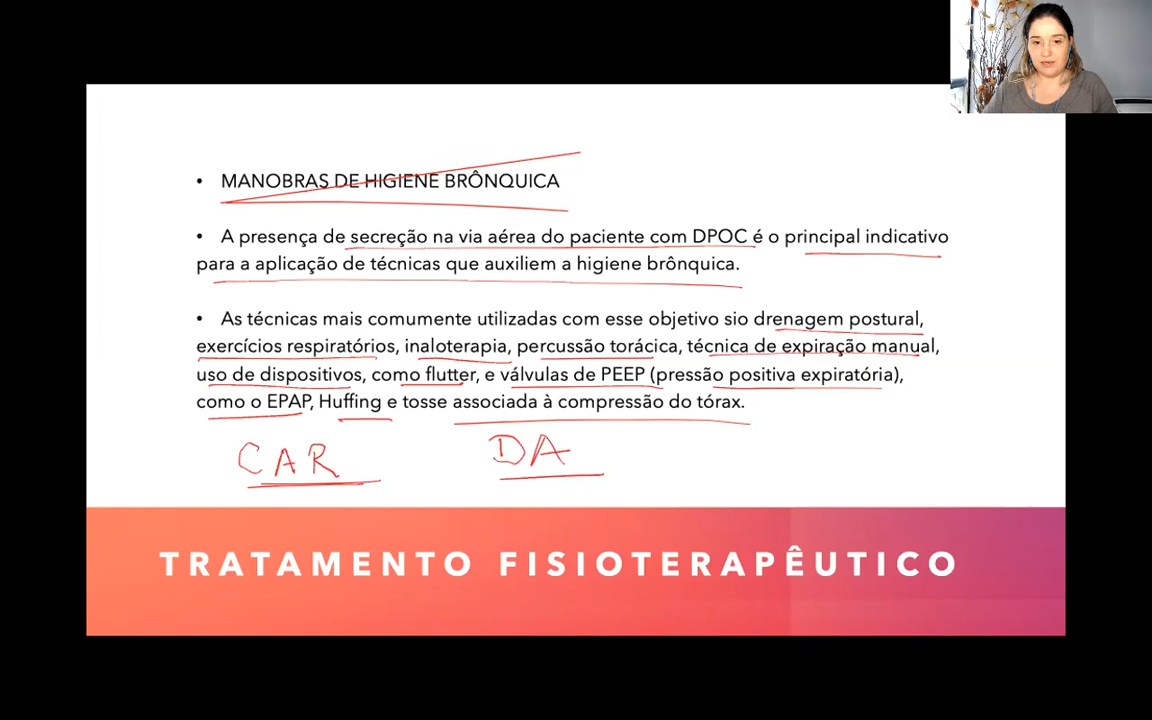 • MANOBRAS DE HIGIENE BRÔNQUICA
• A presença de secreção na via aérea do paciente com DPOC é o principal indicativo
para a aplicação de técnicas que auxiliem a higiene brônquica.
• As técnicas mais comumente utilizadas com esse objetivo sio drenagem postural,
exercícios respiratórios, inaloterapia, percussão torácica, técnica de expiração manual,
uso de dispositivos, como flutter, e válvulas de PEEP (pressão positiva expiratória),
como o EPAP, Huffing e tosse associada à compressão do tórax.
CAR DA
TRATAMENTO FISIOTERAPÊUTICO